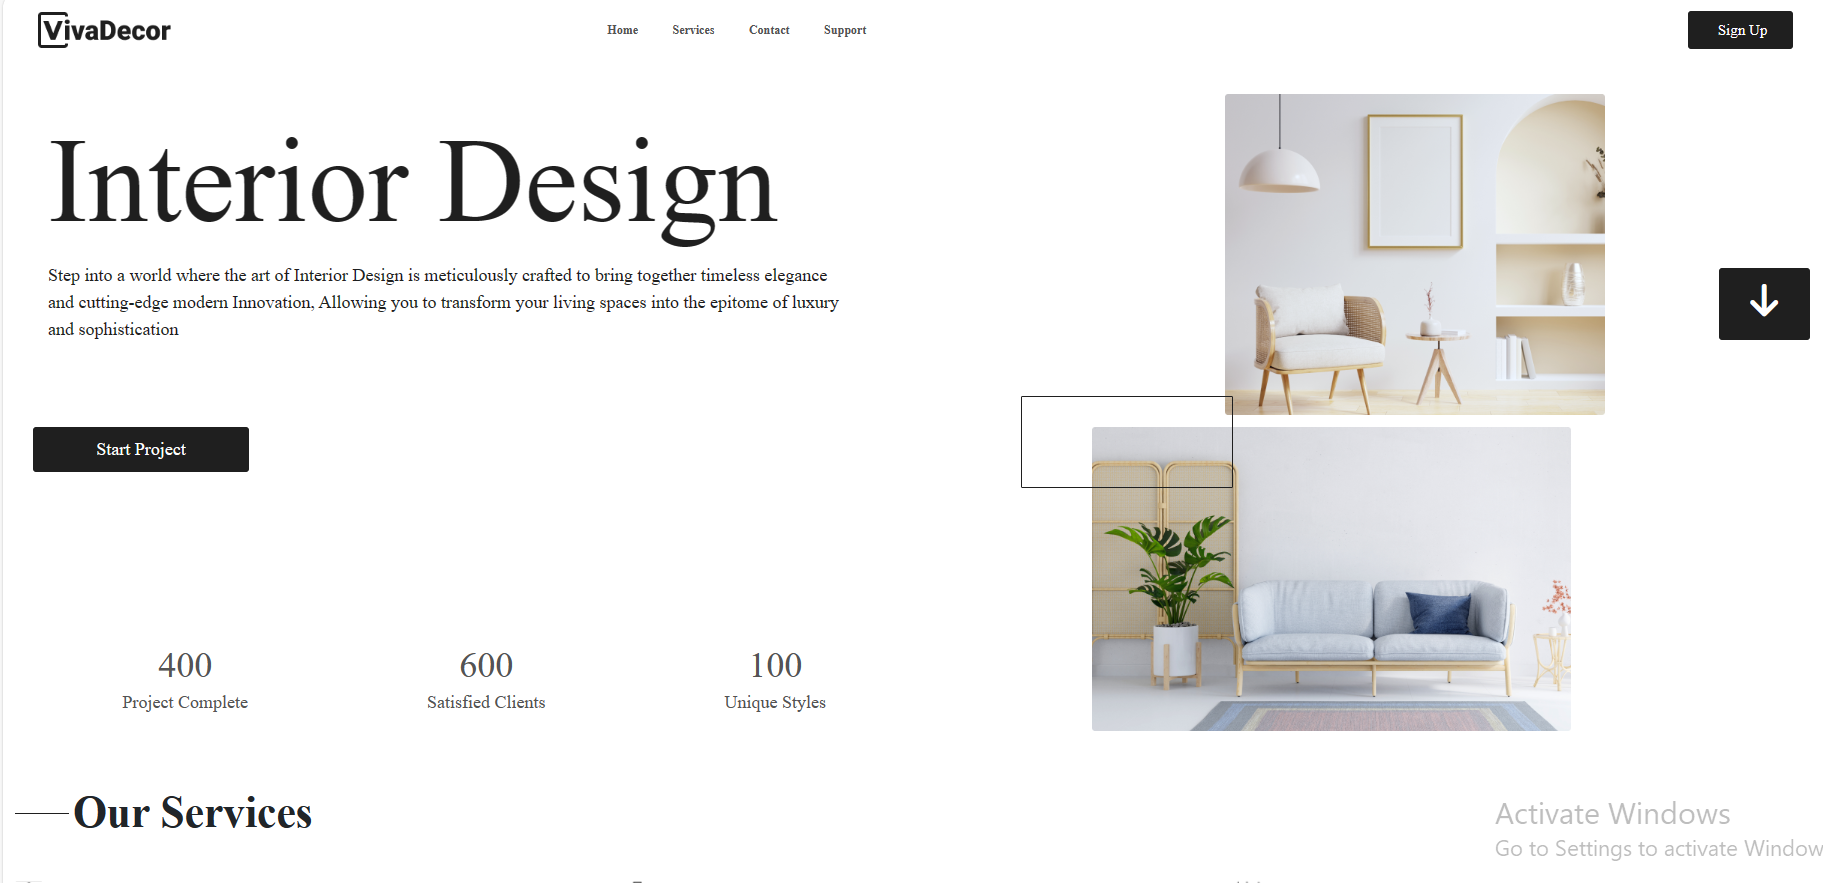 VivaDecor
Home Services Contact Support
Sign Up
Interior Design
Step into a world where the art of Interior Design is meticulously crafted to bring together timeless elegance
and cutting-edge modern Innovation, Allowing you to transform your living spaces into the epitome of luxury
and sophistication
Start Project
400
Project Complete
600
Satisfied Clients
100
Unique Styles
Our Services
Activate Windows
Go to Settings to activate Window